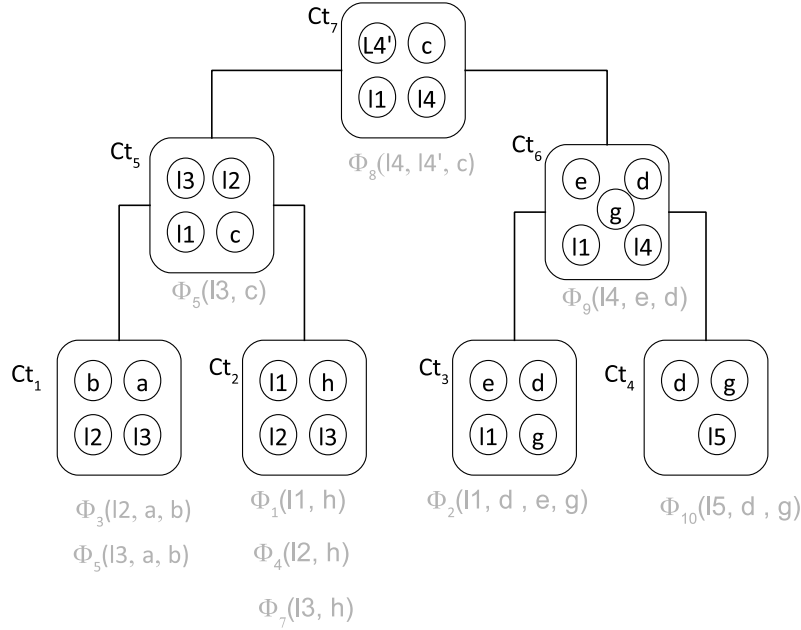 Ct₇
L4' c
l1 l4
Φ₈(l4, l4', c)
Ct₅
l3 l2
l1 c
Φ₅(l3, c)
Ct₆
e d
g
l1 l4
Φ₉(l4, e, d)
Ct₁
b a
l2 l3
Φ₃(l2, a, b)
Φ₅(l3, a, b)
Ct₂
l1 h
l2 l3
Φ₁(l1, h)
Φ₄(l2, h)
Φ₇(l3, h)
Ct₃
e d
l1 g
Φ₂(l1, d , e, g)
Ct₄
d g
l5
Φ₁₀(l5, d , g)